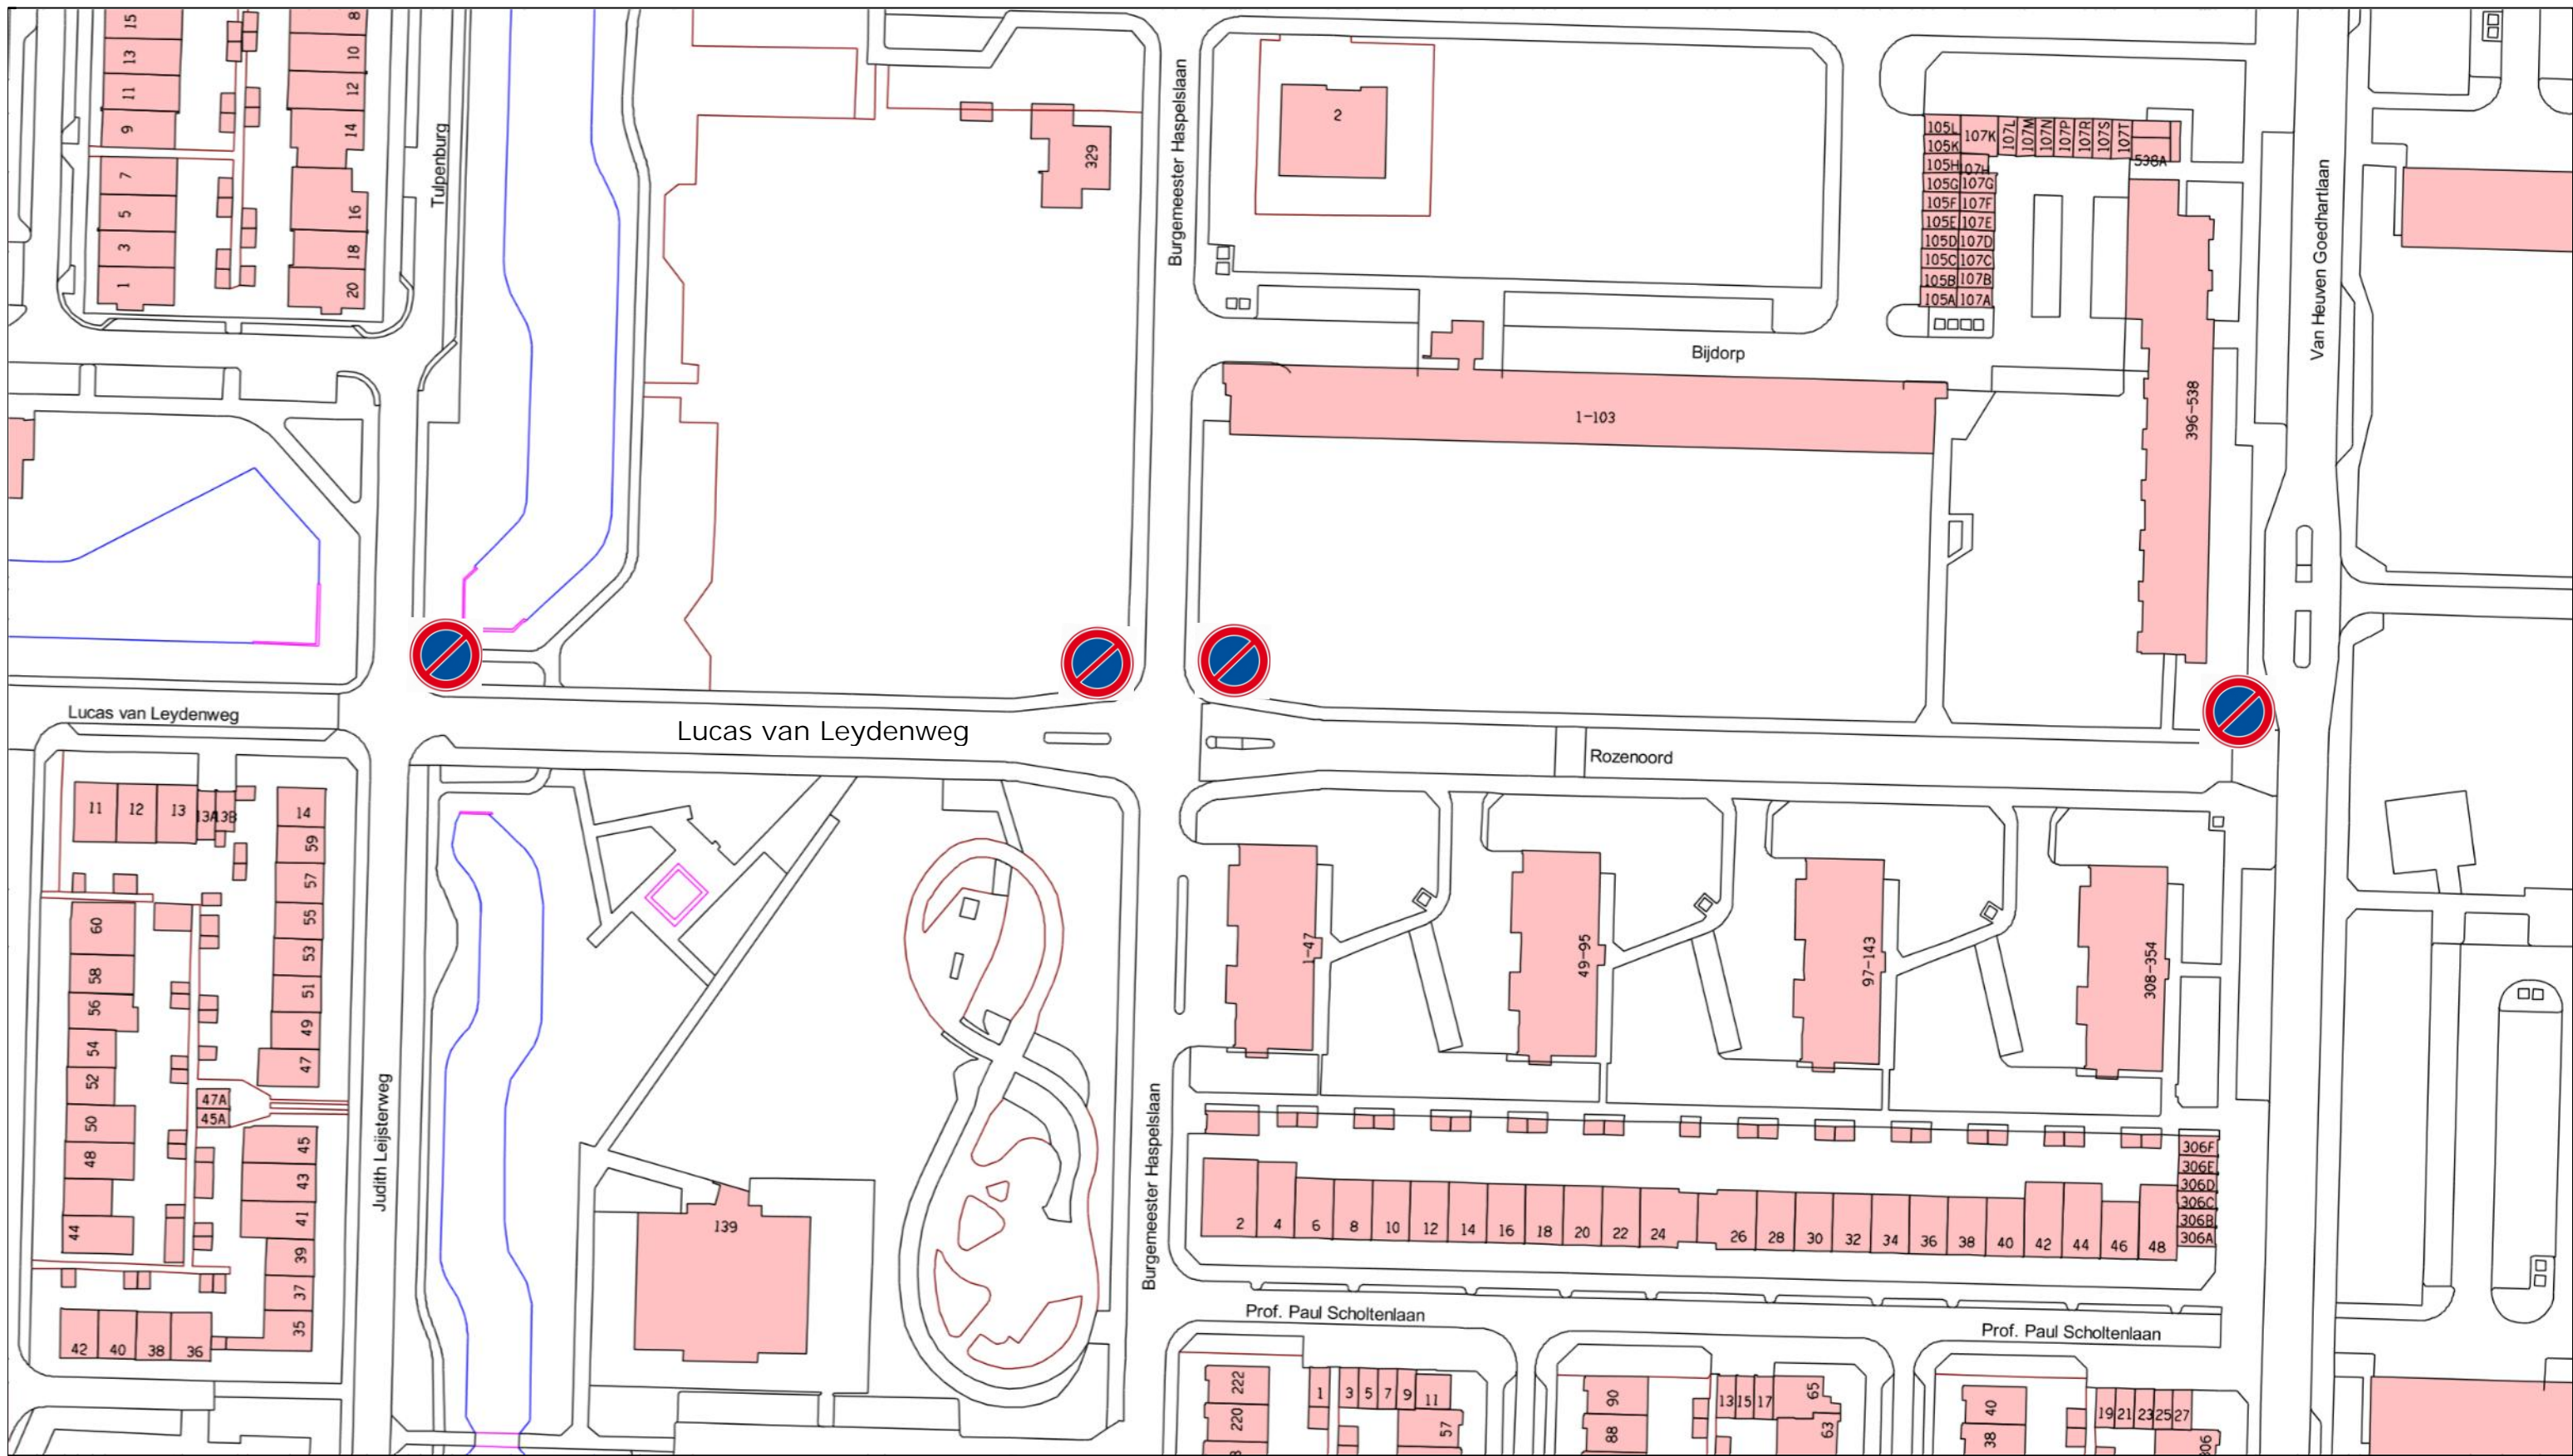 15
13
11
9
7
5
3
1
8
10
12
14
16
18
20
Tulpenburg
329
Burgemeester Haspelslaan
2
105L
105K
105H
105G
105F
105E
105D
105C
105B
105A
107K
107L
107M
107N
107P
107R
107S
107T
107H
107G
107F
107E
107D
107C
107B
107A
538A
396-538
Van Heuven Goedhartlaan
Bijdorp
1-103
Lucas van Leydenweg
Lucas van Leydenweg
Rozenoord
11
12
13
13A
13B
14
59
57
55
53
51
49
47
47A
45A
45
43
41
39
37
35
60
58
56
54
52
50
48
44
42
40
38
36
Judith Leijsterweg
139
Burgemeester Haspelslaan
1-47
49-95
97-143
308-354
306F
306E
306D
306C
306B
306A
2
4
6
8
10
12
14
16
18
20
22
24
26
28
30
32
34
36
38
40
42
44
46
48
Prof. Paul Scholtenlaan
Prof. Paul Scholtenlaan
222
220
1
3
5
7
9
11
57
90
88
13
15
17
65
63
40
38
19
21
23
25
27